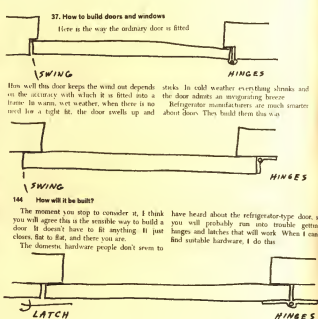 37. How to build doors and windows
Here is the way the ordinary door is fitted
SWING
HINGES
How well this door keeps the wind out depends
on the accuracy with which it is fitted into a
frame In warm, wet weather, when there is no
need for a tight fit, the door swells up and
sticks In cold weather everything shrinks and
the door admits an invigorating breeze
Refrigerator manufacturers are much smarter
about doors They build them this way
SWING
HINGES
144 How will it be built?
The moment you stop to consider it, I think
you will agree this is the sensible way to build a
door It doesn't have to fit anything It just
closes, flat to flat, and there you are.
The domestic hardware people don't seem to
have heard about the refrigerator-type door,
you will probably run into trouble gettin
hinges and latches that will work When I can
find suitable hardware, I do this
LATCH
HINGES